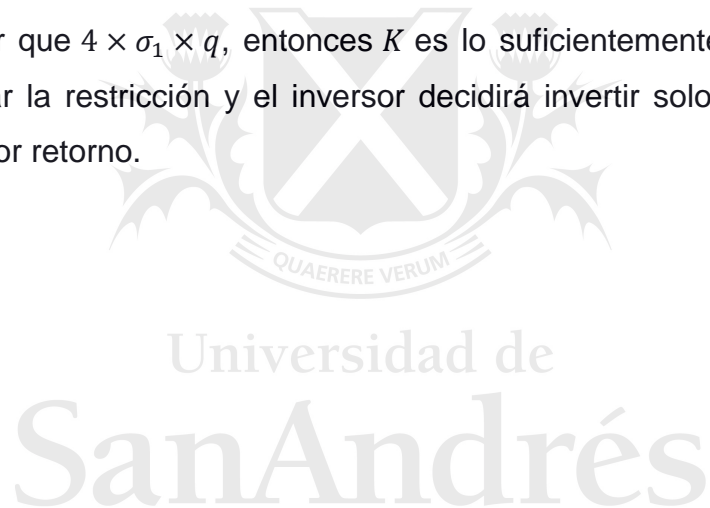 r que 4 × σ₁ × q, entonces K es lo suficientemente
ar la restricción y el inversor decidirá invertir solo
or retorno.
QUAERERE VERUM
Universidad de
SanAndrés